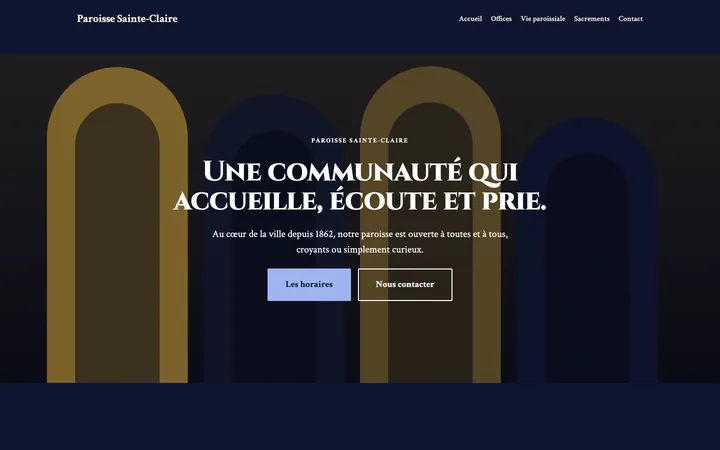 Paroisse Sainte-Claire
Accueil Offices Vie paroissiale Sacrements Contact
PAROISSE SAINTE-CLAIRE
Une communauté qui
accueille, écoute et prie.
Au cœur de la ville depuis 1862, notre paroisse est ouverte à toutes et à tous,
croyants ou simplement curieux.
Les horaires
Nous contacter